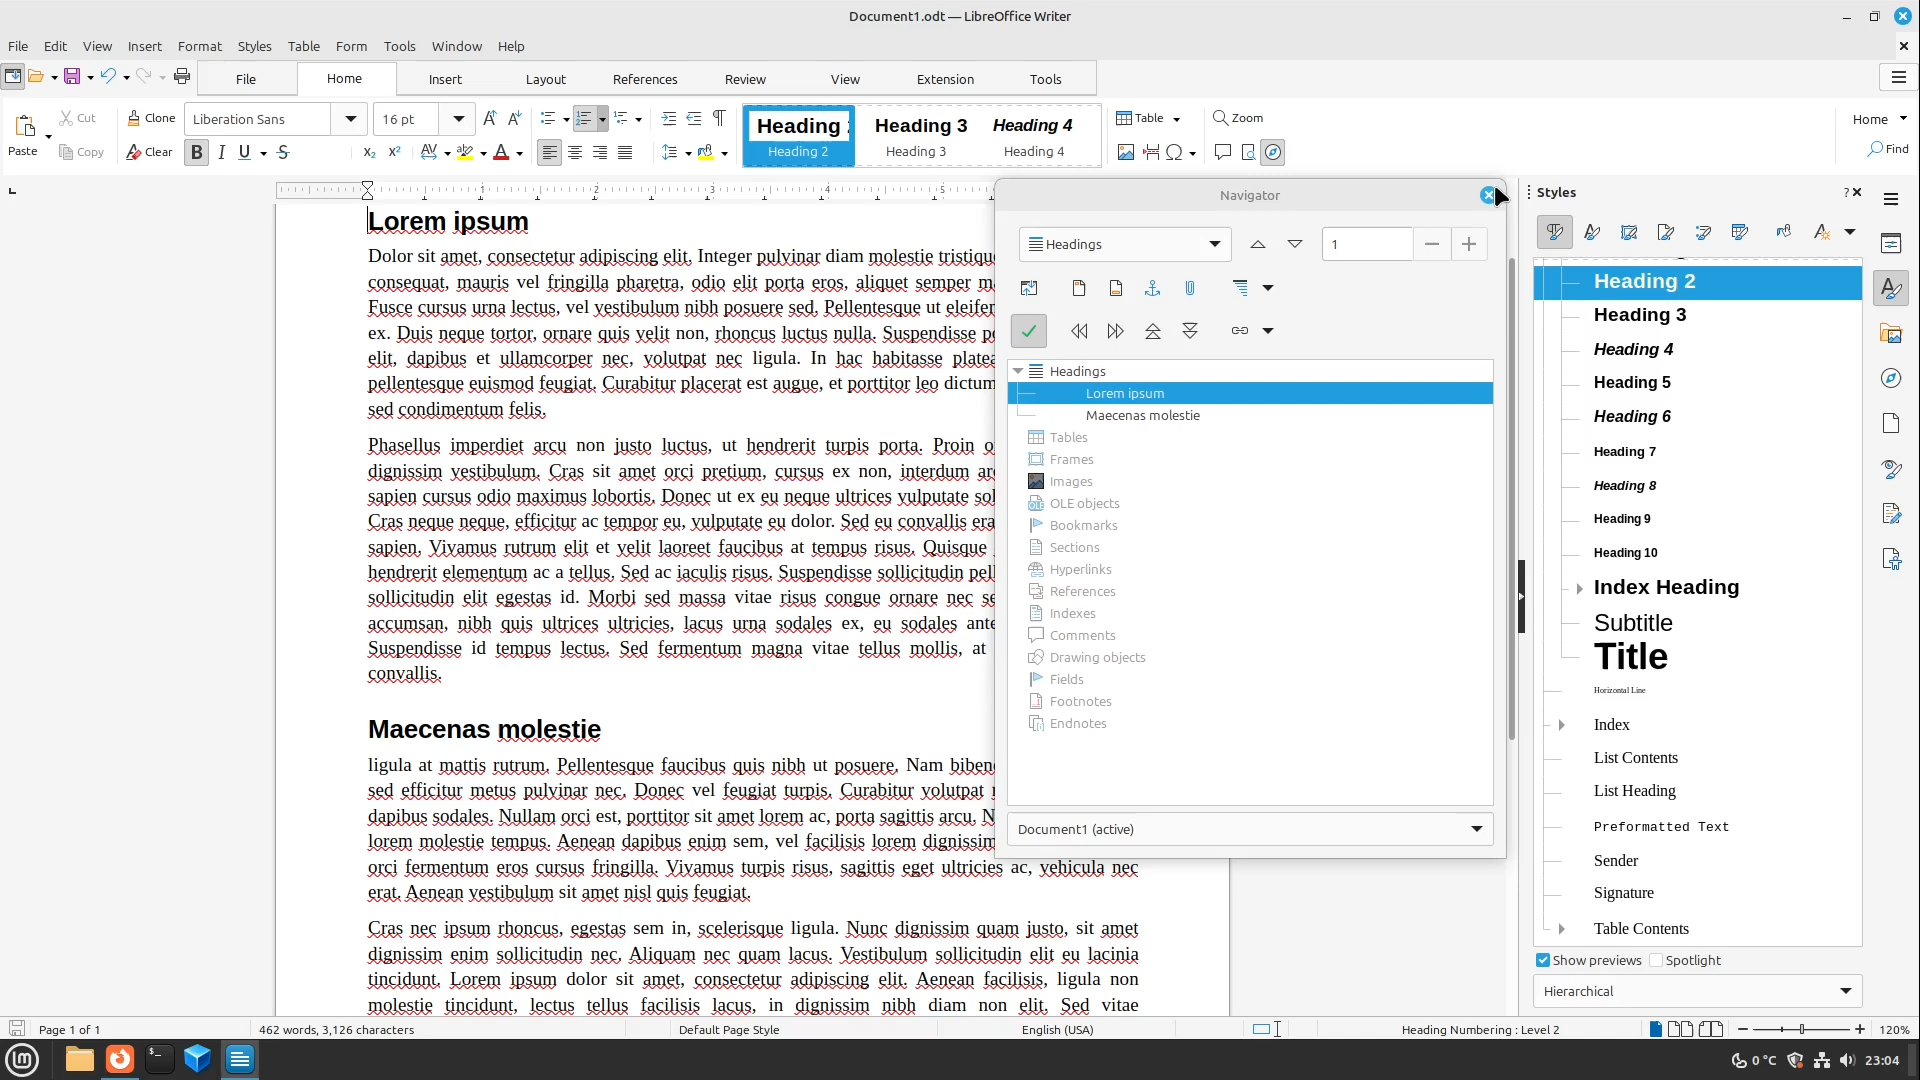 Document1.odt — LibreOffice Writer
File Edit View Insert Format Styles Table Form Tools Window Help
File Home Insert Layout References Review View Extension Tools
Paste
Cut
Copy
Clone
Clear
Liberation Sans
16 pt
Heading
Heading 2
Heading 3
Heading 3
Heading 4
Heading 4
Table
Zoom
Home
Find
1 2 3 4 5
Lorem ipsum
Dolor sit amet, consectetur adipiscing elit. Integer pulvinar diam molestie tristique
consequat, mauris vel fringilla pharetra, odio elit porta eros, aliquet semper
Fusce cursus urna lectus, vel vestibulum nibh posuere sed. Pellentesque ut
ex. Duis neque tortor, ornare quis velit non, rhoncus luctus nulla. Suspendisse
elit, dapibus et ullamcorper nec, volutpat nec ligula. In hac habitasse
pellentesque euismod feugiat. Curabitur placerat est augue, et porttitor leo dictum
sed condimentum felis.
Phasellus imperdiet arcu non justo luctus, ut hendrerit turpis porta. Proin
dignissim vestibulum. Cras sit amet orci pretium, cursus ex non, interdum
sapien cursus odio maximus lobortis. Donec ut ex eu neque ultrices vulputate
Cras neque neque, efficitur ac tempor eu, vulputate eu dolor. Sed eu convallis
sapien. Vivamus rutrum elit et velit laoreet faucibus at tempus risus. Quisque
hendrerit elementum ac a tellus. Sed ac iaculis risus. Suspendisse sollicitudin
sollicitudin elit egestas id. Morbi sed massa vitae risus congue ornare nec
accumsan, nibh quis ultrices ultricies, lacus urna sodales ex, eu sodales ante
Suspendisse id tempus lectus. Sed fermentum magna vitae tellus mollis, at
convallis.
Maecenas molestie
ligula at mattis rutrum. Pellentesque faucibus quis nibh ut posuere. Nam
sed efficitur metus pulvinar nec. Donec vel feugiat turpis. Curabitur volutpat
dapibus sodales. Nullam orci est, porttitor sit amet lorem ac, porta sagittis arcu.
lorem molestie tempus. Aenean dapibus enim sem, vel facilisis lorem dignissim
orci fermentum eros cursus fringilla. Vivamus turpis risus, sagittis eget ultricies ac, vehicula nec
erat. Aenean vestibulum sit amet nisl quis feugiat.
Cras nec ipsum rhoncus, egestas sem in, scelerisque ligula. Nunc dignissim quam justo, sit amet
dignissim enim sollicitudin nec. Aliquam nec quam lacus. Vestibulum sollicitudin elit eu lacinia
tincidunt. Lorem ipsum dolor sit amet, consectetur adipiscing elit. Aenean facilisis, ligula non
molestie tincidunt, lectus tellus facilisis lacus, in dignissim nibh diam non elit. Sed vitae
Navigator
Headings
1
Headings
Lorem ipsum
Maecenas molestie
Tables
Frames
Images
OLE objects
Bookmarks
Sections
Hyperlinks
References
Indexes
Comments
Drawing objects
Fields
Footnotes
Endnotes
Document1 (active)
Styles
Heading 2
Heading 3
Heading 4
Heading 5
Heading 6
Heading 7
Heading 8
Heading 9
Heading 10
Index Heading
Subtitle
Title
Horizontal Line
Index
List Contents
List Heading
Preformatted Text
Sender
Signature
Table Contents
Show previews Spotlight
Hierarchical
Page 1 of 1 462 words, 3,126 characters Default Page Style English (USA) Heading Numbering : Level 2 120%
0 °C 23:04